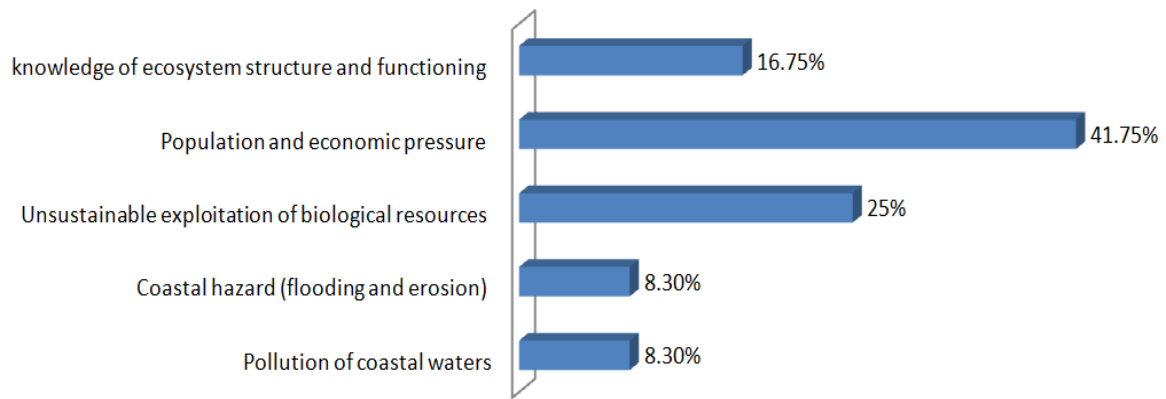 knowledge of ecosystem structure and functioning 16.75%
Population and economic pressure 41.75%
Unsustainable exploitation of biological resources 25%
Coastal hazard (flooding and erosion) 8.30%
Pollution of coastal waters 8.30%